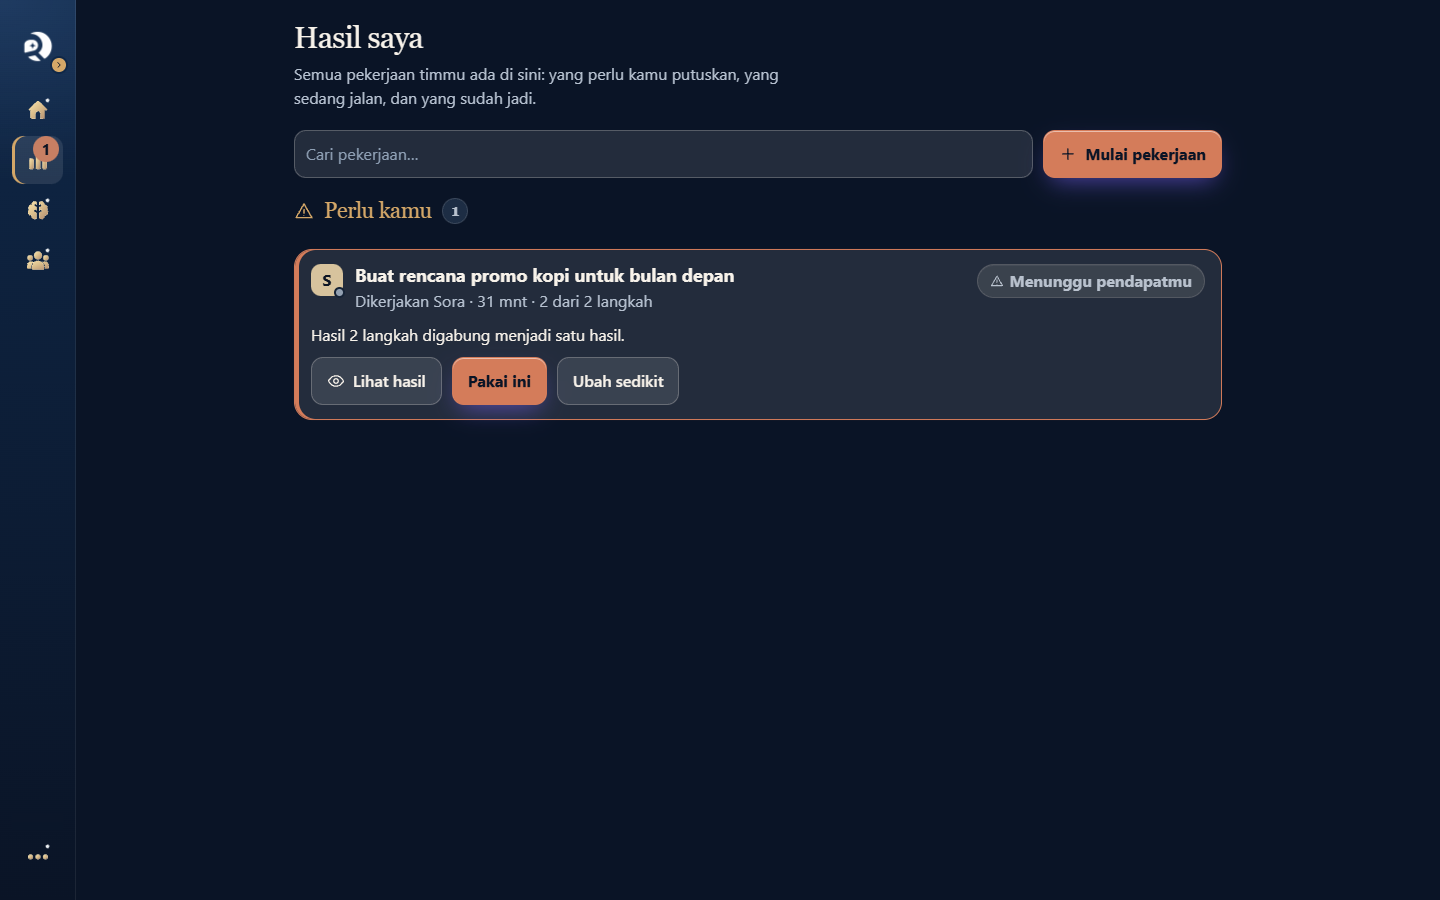 Hasil saya
Semua pekerjaan timmu ada di sini: yang perlu kamu putuskan, yang
sedang jalan, dan yang sudah jadi.
Cari pekerjaan...
+ Mulai pekerjaan
1
Perlu kamu 1
S
Buat rencana promo kopi untuk bulan depan
Menunggu pendapatmu
Dikerjakan Sora · 31 mnt · 2 dari 2 langkah
Hasil 2 langkah digabung menjadi satu hasil.
Lihat hasil
Pakai ini
Ubah sedikit